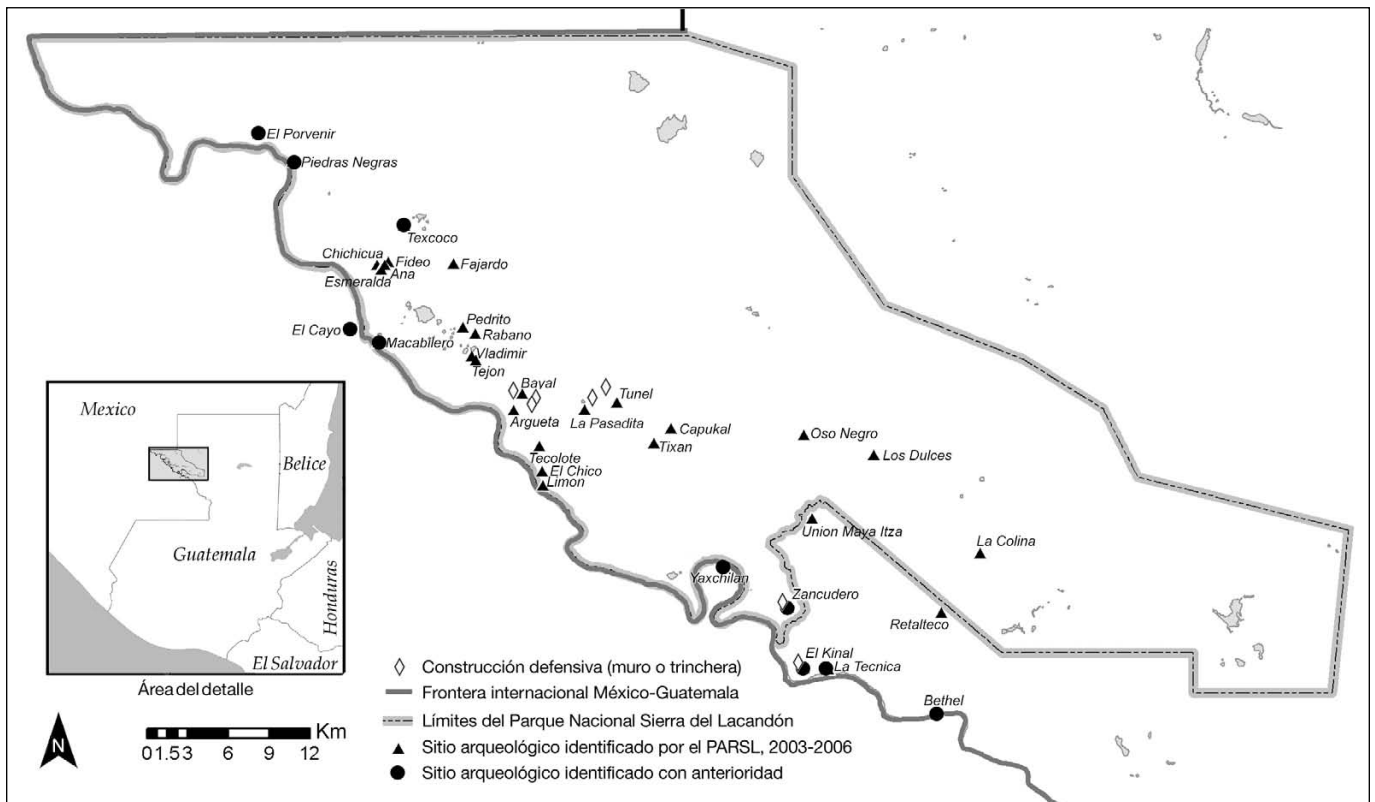 El Porvenir
Piedras Negras
Texcoco
Chichicua
Fideo
Fajardo
Ana
Esmeralda
Pedrito
El Cayo
Rabano
Macabilero
Vladimir
Tejon
Bayal
Tunel
Argueta
La Pasadita
Capukal
Oso Negro
Tixan
Los Dulces
Tecolote
El Chico
Limon
Union Maya Itza
La Colina
Yaxchilan
Zancudero
Retalteco
El Kinal
La Tecnica
Bethel
Mexico
Belice
Guatemala
Honduras
El Salvador
Área del detalle
N
Km
0 1.5 3 6 9 12
Construcción defensiva (muro o trinchera)
Frontera internacional México-Guatemala
Límites del Parque Nacional Sierra del Lacandón
Sitio arqueológico identificado por el PARSL, 2003-2006
Sitio arqueológico identificado con anterioridad